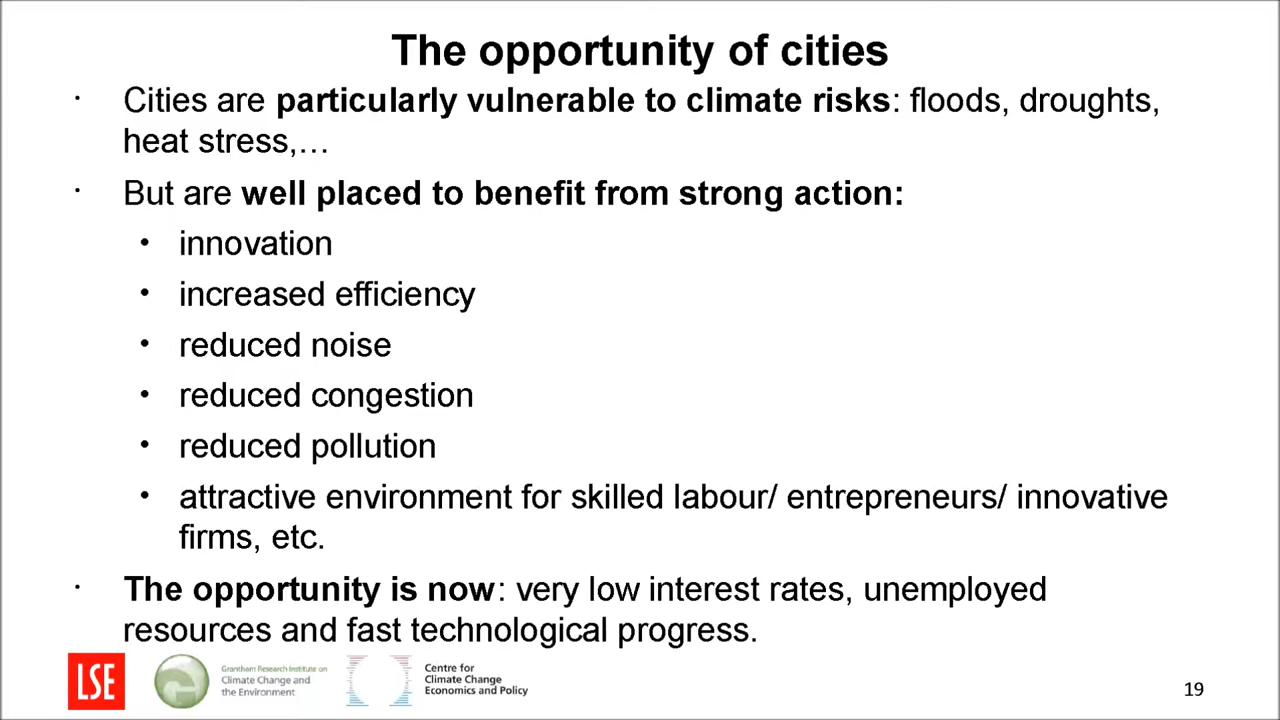 The opportunity of cities
· Cities are particularly vulnerable to climate risks: floods, droughts,
heat stress,…
· But are well placed to benefit from strong action:
• innovation
• increased efficiency
• reduced noise
• reduced congestion
• reduced pollution
• attractive environment for skilled labour/ entrepreneurs/ innovative
firms, etc.
· The opportunity is now: very low interest rates, unemployed
resources and fast technological progress.
LSE
Grantham Research Institute on
Climate Change and
the Environment
Centre for
Climate Change
Economics and Policy
19